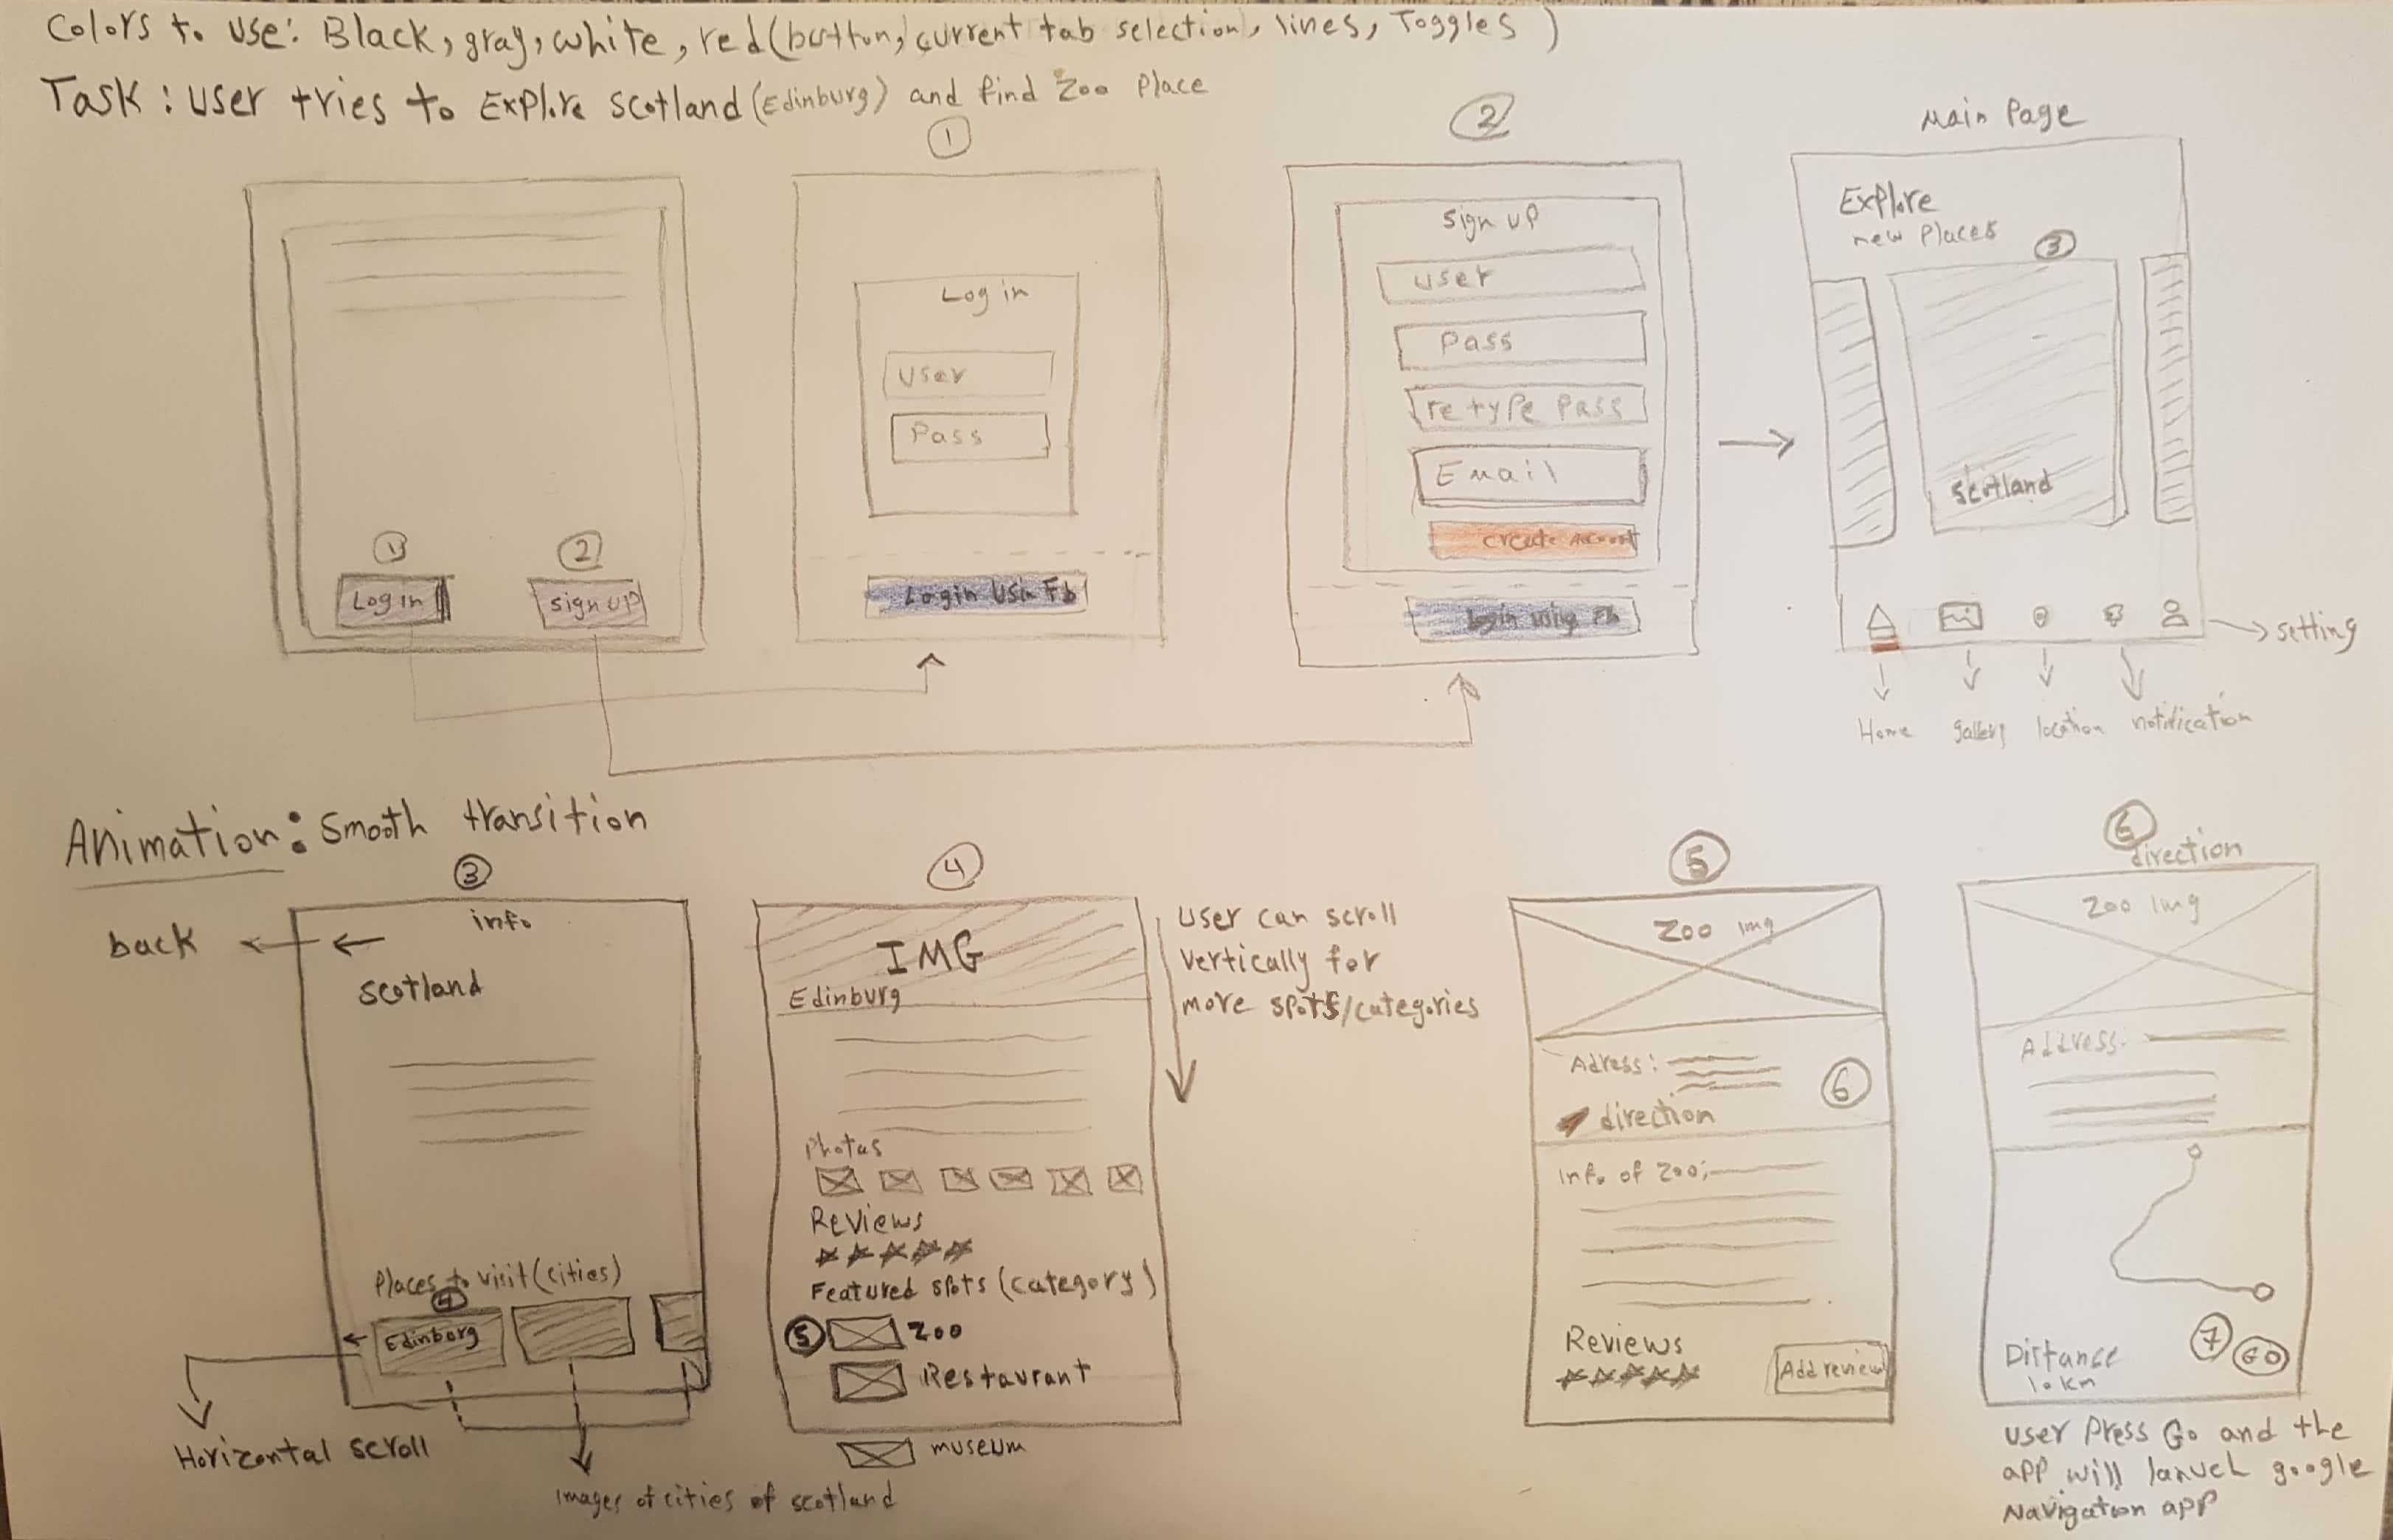 Colors to use: Black, gray, white, red (button, current tab selection, lines, Toggles)
Task: user tries to Explore Scotland (Edinburg) and find Zoo Place
1
2
Main Page
Log in
user
Pass
Login Usin Fb
1
Log in
2
sign up
sign up
user
Pass
retype Pass
Email
create Account
Login using Fb
Explore
new Places
3
scotland
setting
Home
gallery
location
notification
Animation: Smooth transition
3
back
info
scotland
Places to visit (cities)
4
Edinborg
Horizontal scroll
Images of cities of scotland
4
IMG
Edinburg
Photos
Reviews
Featured spots (category)
5
Zoo
Restaurant
museum
user can scroll
vertically for
more spots/categories
5
Zoo img
Adress:
6
direction
Info of Zoo:
Reviews
Add review
6
direction
Zoo img
Address:
7
GO
Distance
10 km
user Press Go and the
app will lanuch google
Navigation app